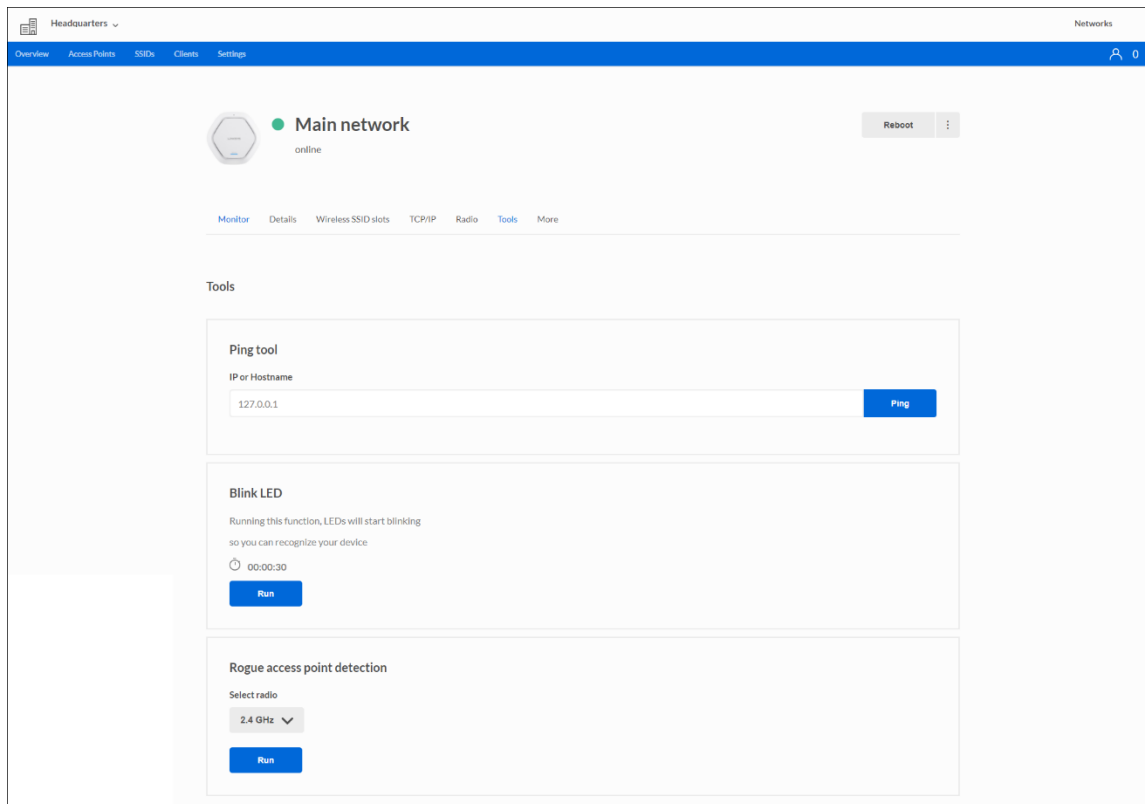 Headquarters
Networks
Overview Access Points SSIDs Clients Settings 0
Main network
online
Reboot
Monitor Details Wireless SSID slots TCP/IP Radio Tools More
Tools
Ping tool
IP or Hostname
127.0.0.1
Ping
Blink LED
Running this function, LEDs will start blinking
so you can recognize your device
00:00:30
Run
Rogue access point detection
Select radio
2.4 GHz
Run